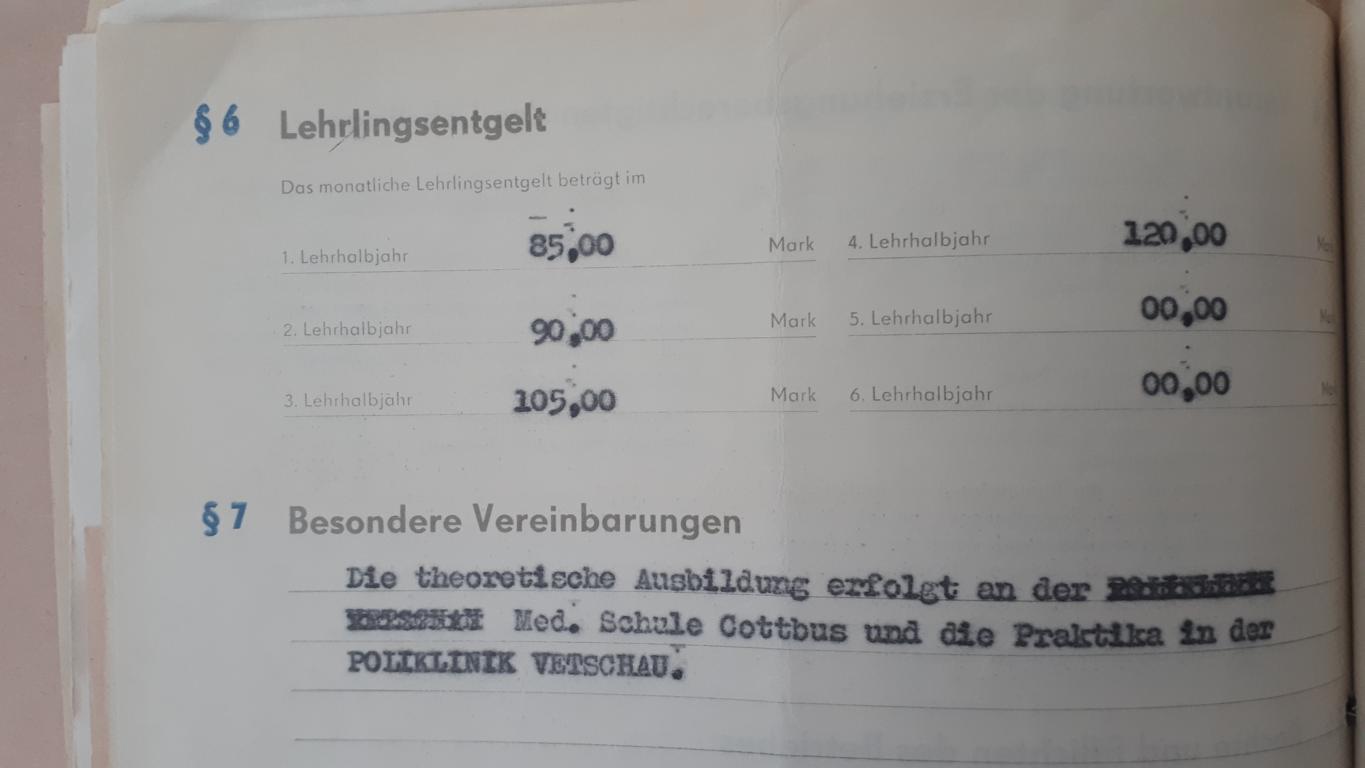 § 6 Lehrlingsentgelt
Das monatliche Lehrlingsentgelt beträgt im
1. Lehrhalbjahr 85,00 Mark 4. Lehrhalbjahr 120,00
2. Lehrhalbjahr 90,00 Mark 5. Lehrhalbjahr 00,00
3. Lehrhalbjahr 105,00 Mark 6. Lehrhalbjahr 00,00
§ 7 Besondere Vereinbarungen
Die theoretische Ausbildung erfolgt an der
Med. Schule Cottbus und die Praktika in der
POLIKLINIK VETSCHAU.